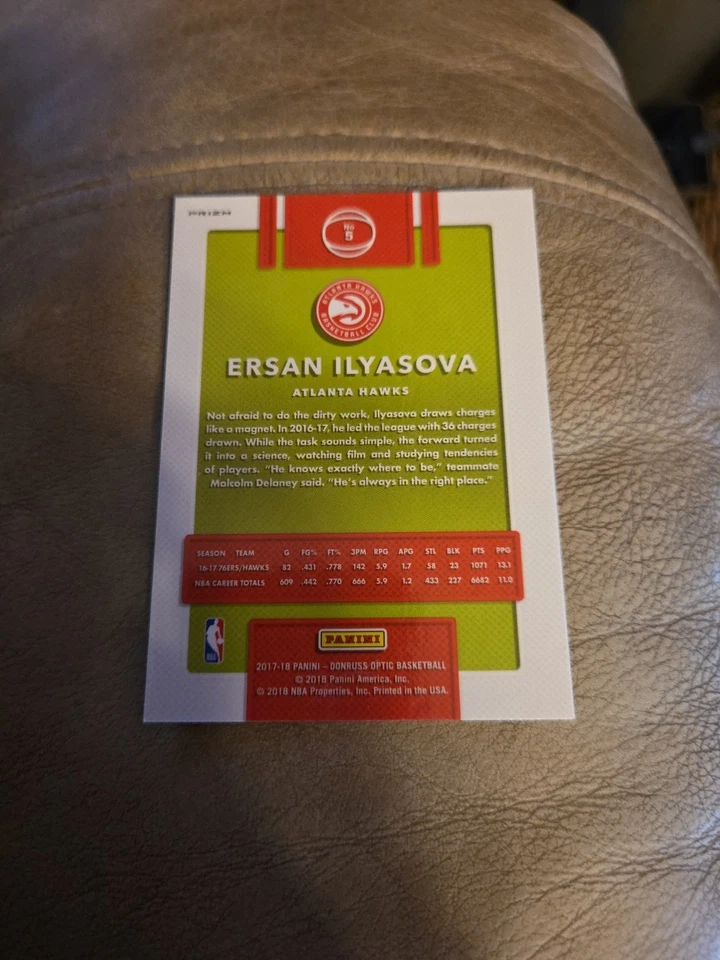 PRIZM
No
5
ATLANTA HAWKS
BASKETBALL CLUB
ERSAN ILYASOVA
ATLANTA HAWKS
Not afraid to do the dirty work, Ilyasova draws charges
like a magnet. In 2016-17, he led the league with 36 charges
drawn. While the task sounds simple, the forward turned
it into a science, watching film and studying tendencies
of players. “He knows exactly where to be,” teammate
Malcolm Delaney said. “He’s always in the right place.”
SEASON TEAM G FG% FT% 3PM RPG APG STL BLK PTS PPG
16-17 76ERS/HAWKS 82 .431 .778 142 5.9 1.7 58 23 1071 13.1
NBA CAREER TOTALS 609 .442 .770 666 5.9 1.2 433 227 6682 11.0
NBA
PANINI
2017-18 PANINI – DONRUSS OPTIC BASKETBALL
© 2018 Panini America, Inc.
© 2018 NBA Properties, Inc. Printed in the USA.